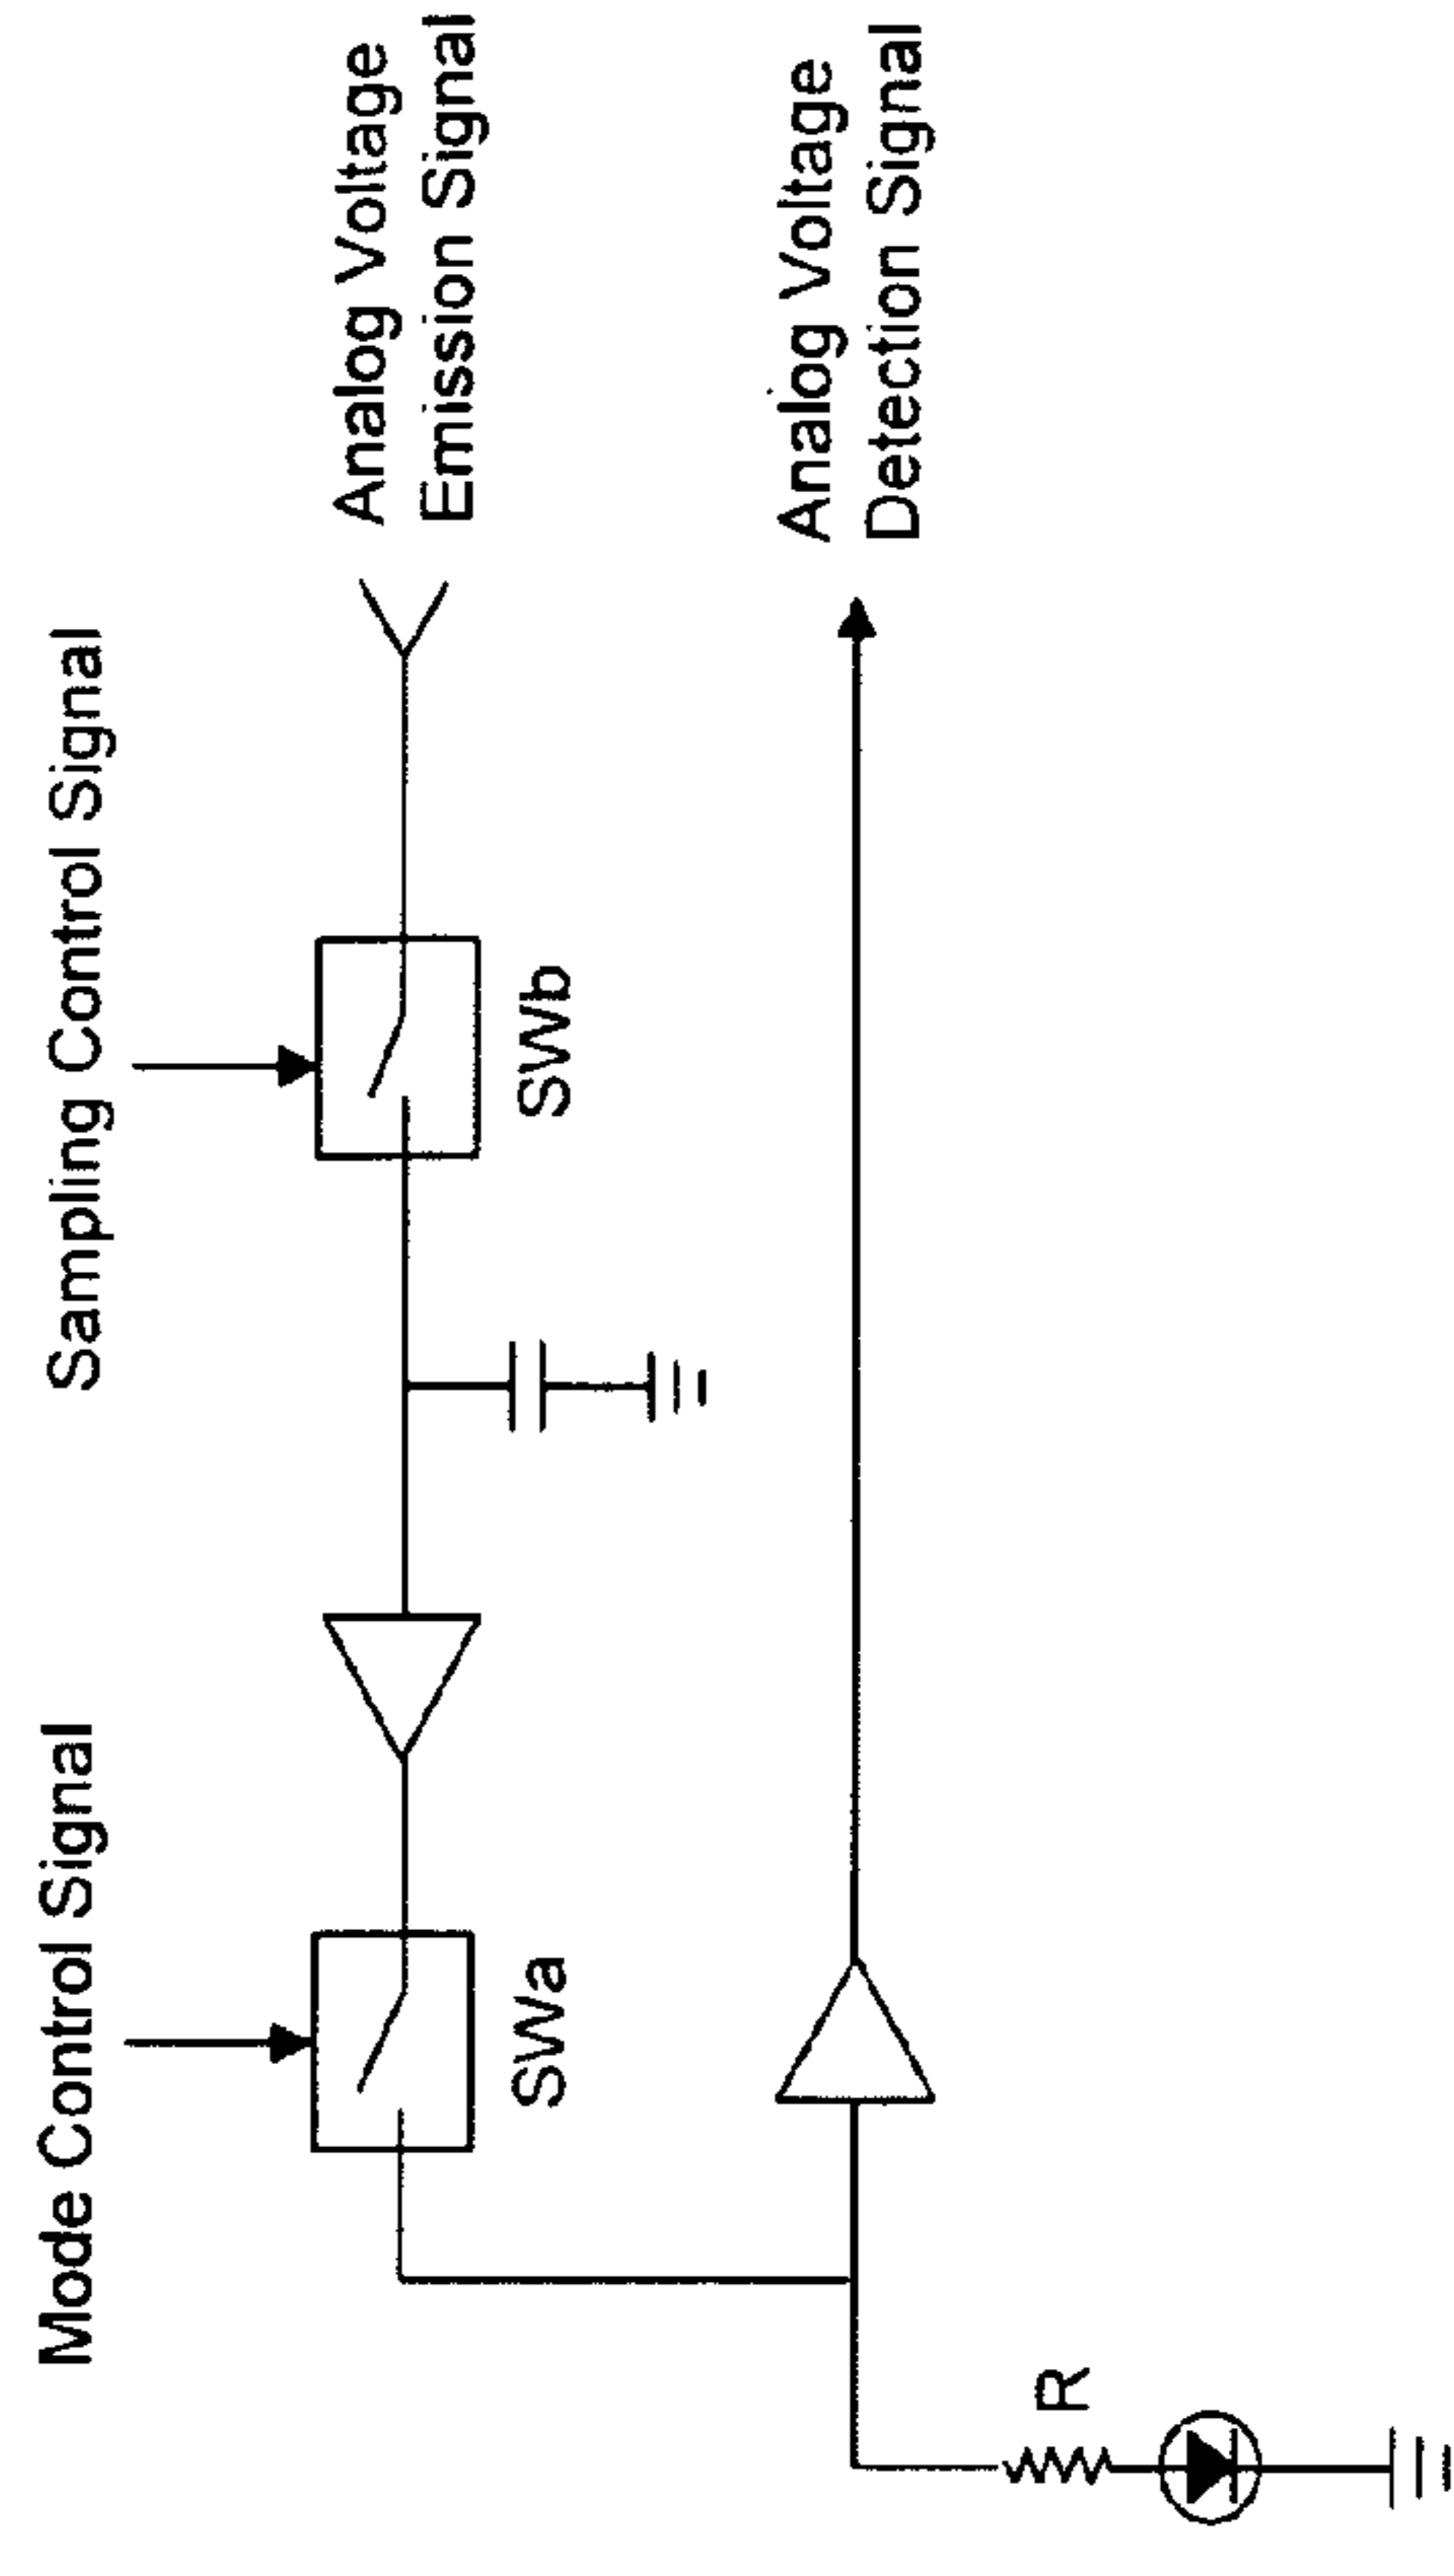 Mode Control Signal
Sampling Control Signal
SWa
SWb
Analog Voltage
Emission Signal
R
Analog Voltage
Detection Signal